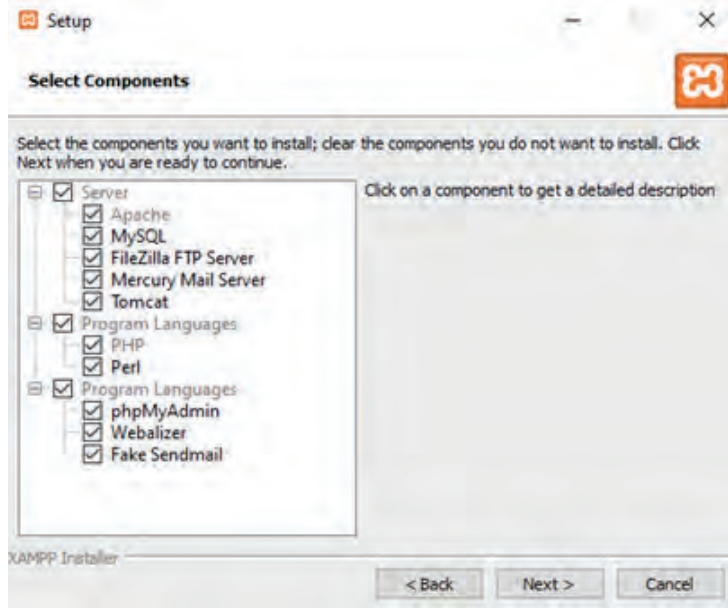 Setup
Select Components
Select the components you want to install; clear the components you do not want to install. Click
Next when you are ready to continue.
Server
Apache
MySQL
FileZilla FTP Server
Mercury Mail Server
Tomcat
Program Languages
PHP
Perl
Program Languages
phpMyAdmin
Webalizer
Fake Sendmail
Click on a component to get a detailed description
XAMPP Installer
< Back
Next >
Cancel